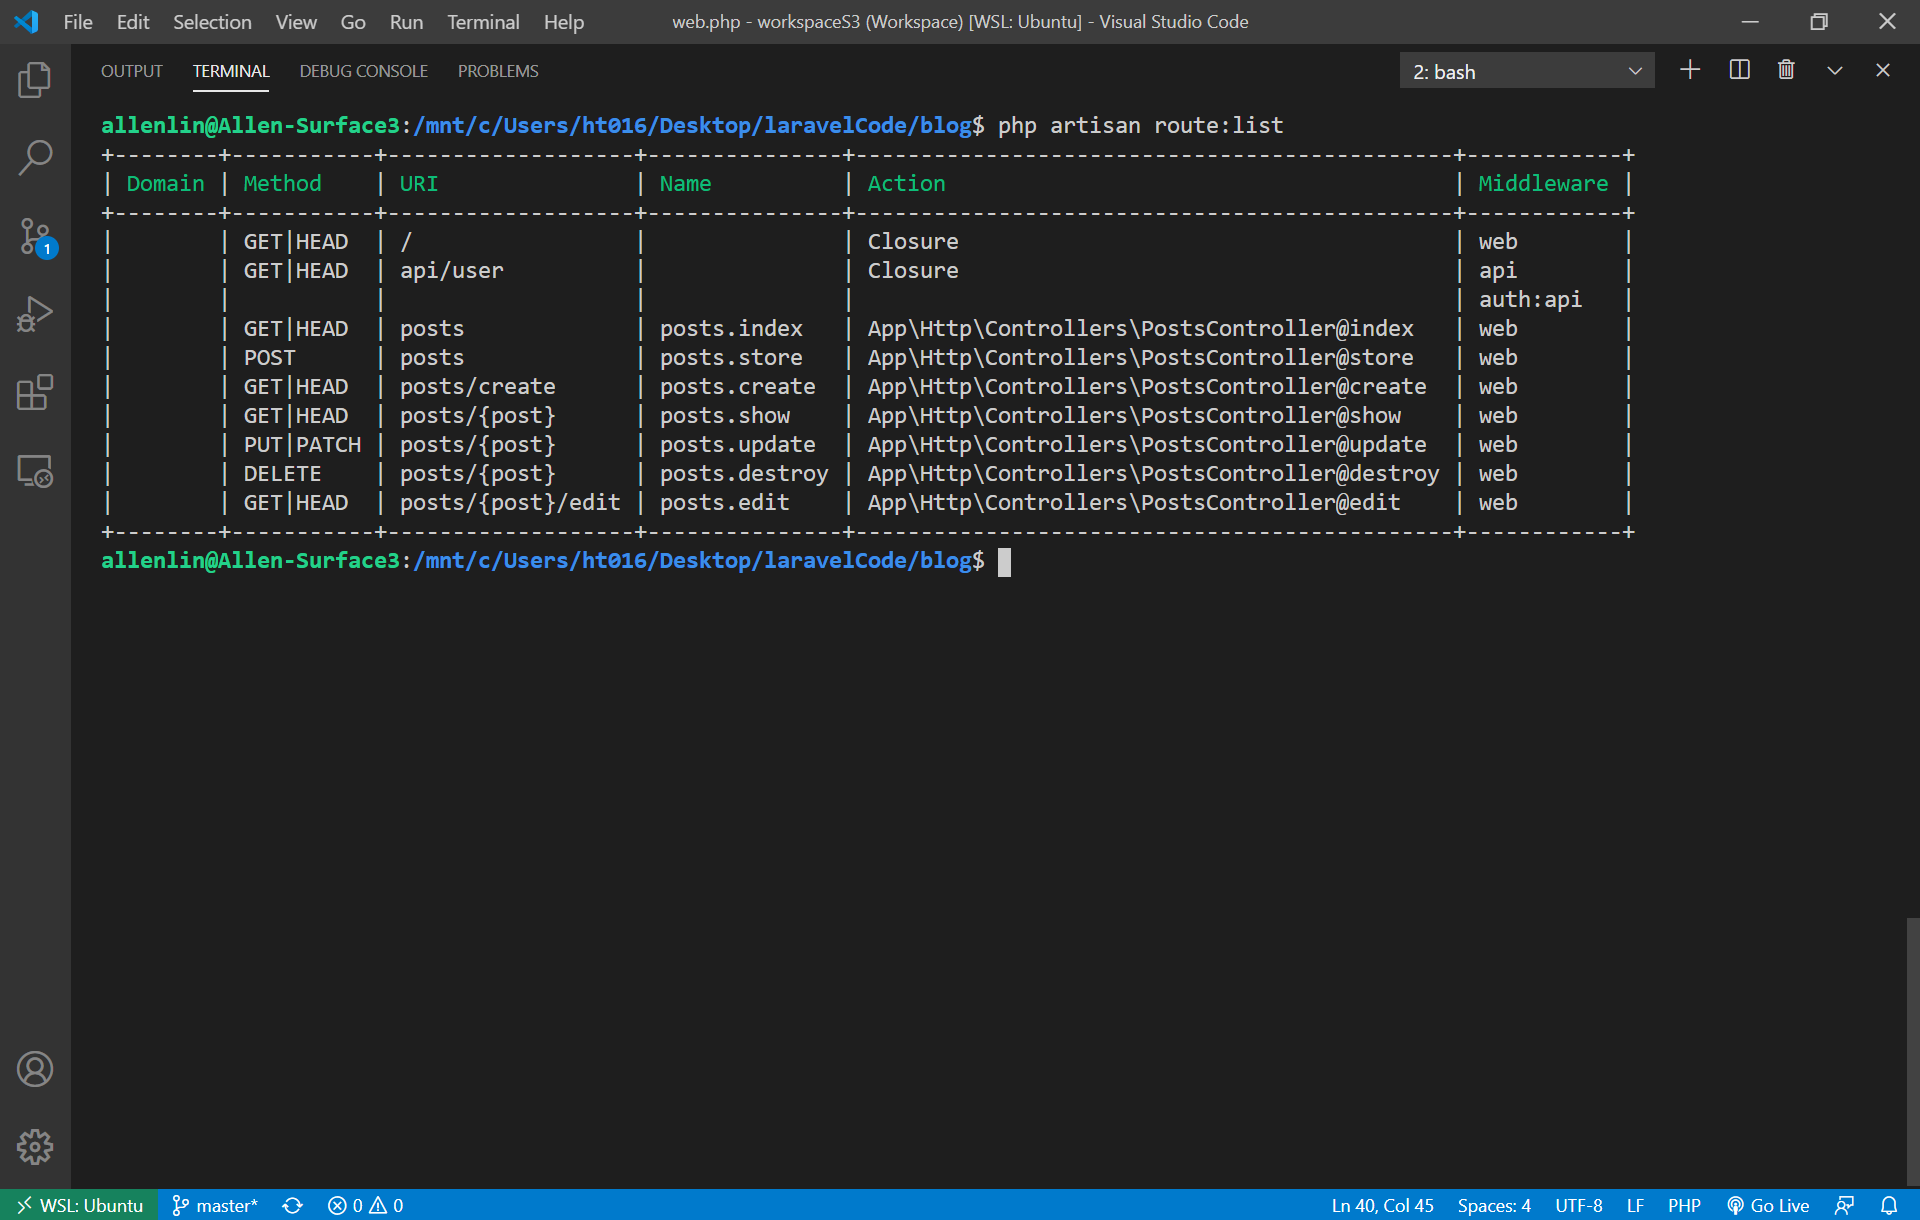 File Edit Selection View Go Run Terminal Help web.php - workspaceS3 (Workspace) [WSL: Ubuntu] - Visual Studio Code
OUTPUT TERMINAL DEBUG CONSOLE PROBLEMS 2: bash
allenlin@Allen-Surface3:/mnt/c/Users/ht016/Desktop/laravelCode/blog$ php artisan route:list
+--------+-----------+-------------------+---------------+----------------------------------------------+------------+
| Domain | Method    | URI               | Name          | Action                                       | Middleware |
+--------+-----------+-------------------+---------------+----------------------------------------------+------------+
|        | GET|HEAD  | /                 |               | Closure                                      | web        |
|        | GET|HEAD  | api/user          |               | Closure                                      | api        |
|        |           |                   |               |                                              | auth:api   |
|        | GET|HEAD  | posts             | posts.index   | App\Http\Controllers\PostsController@index   | web        |
|        | POST      | posts             | posts.store   | App\Http\Controllers\PostsController@store   | web        |
|        | GET|HEAD  | posts/create      | posts.create  | App\Http\Controllers\PostsController@create  | web        |
|        | GET|HEAD  | posts/{post}      | posts.show    | App\Http\Controllers\PostsController@show    | web        |
|        | PUT|PATCH | posts/{post}      | posts.update  | App\Http\Controllers\PostsController@update  | web        |
|        | DELETE    | posts/{post}      | posts.destroy | App\Http\Controllers\PostsController@destroy | web        |
|        | GET|HEAD  | posts/{post}/edit | posts.edit    | App\Http\Controllers\PostsController@edit    | web        |
+--------+-----------+-------------------+---------------+----------------------------------------------+------------+
allenlin@Allen-Surface3:/mnt/c/Users/ht016/Desktop/laravelCode/blog$
1
WSL: Ubuntu master* 0 0 Ln 40, Col 45 Spaces: 4 UTF-8 LF PHP Go Live